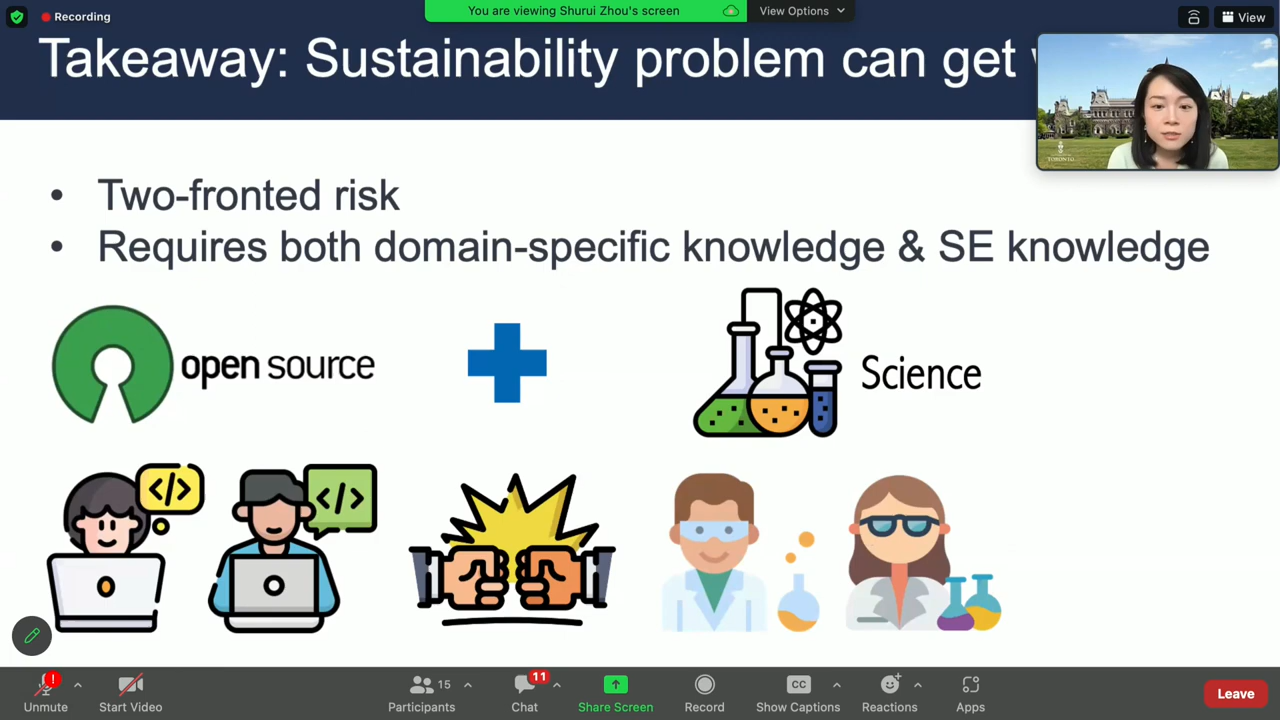 Recording
You are viewing Shurui Zhou's screen
View Options
View
Takeaway: Sustainability problem can get
TORONTO
• Two-fronted risk
• Requires both domain-specific knowledge & SE knowledge
open source
Science
</>
</>
15
11
CC
Unmute
Start Video
Participants
Chat
Share Screen
Record
Show Captions
Reactions
Apps
Leave